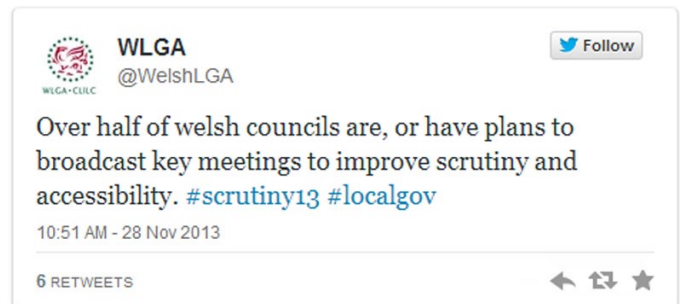 WLGA
@WelshLGA
Follow
WLGA·CLILC
Over half of welsh councils are, or have plans to
broadcast key meetings to improve scrutiny and
accessibility. #scrutiny13 #localgov
10:51 AM - 28 Nov 2013
6 RETWEETS